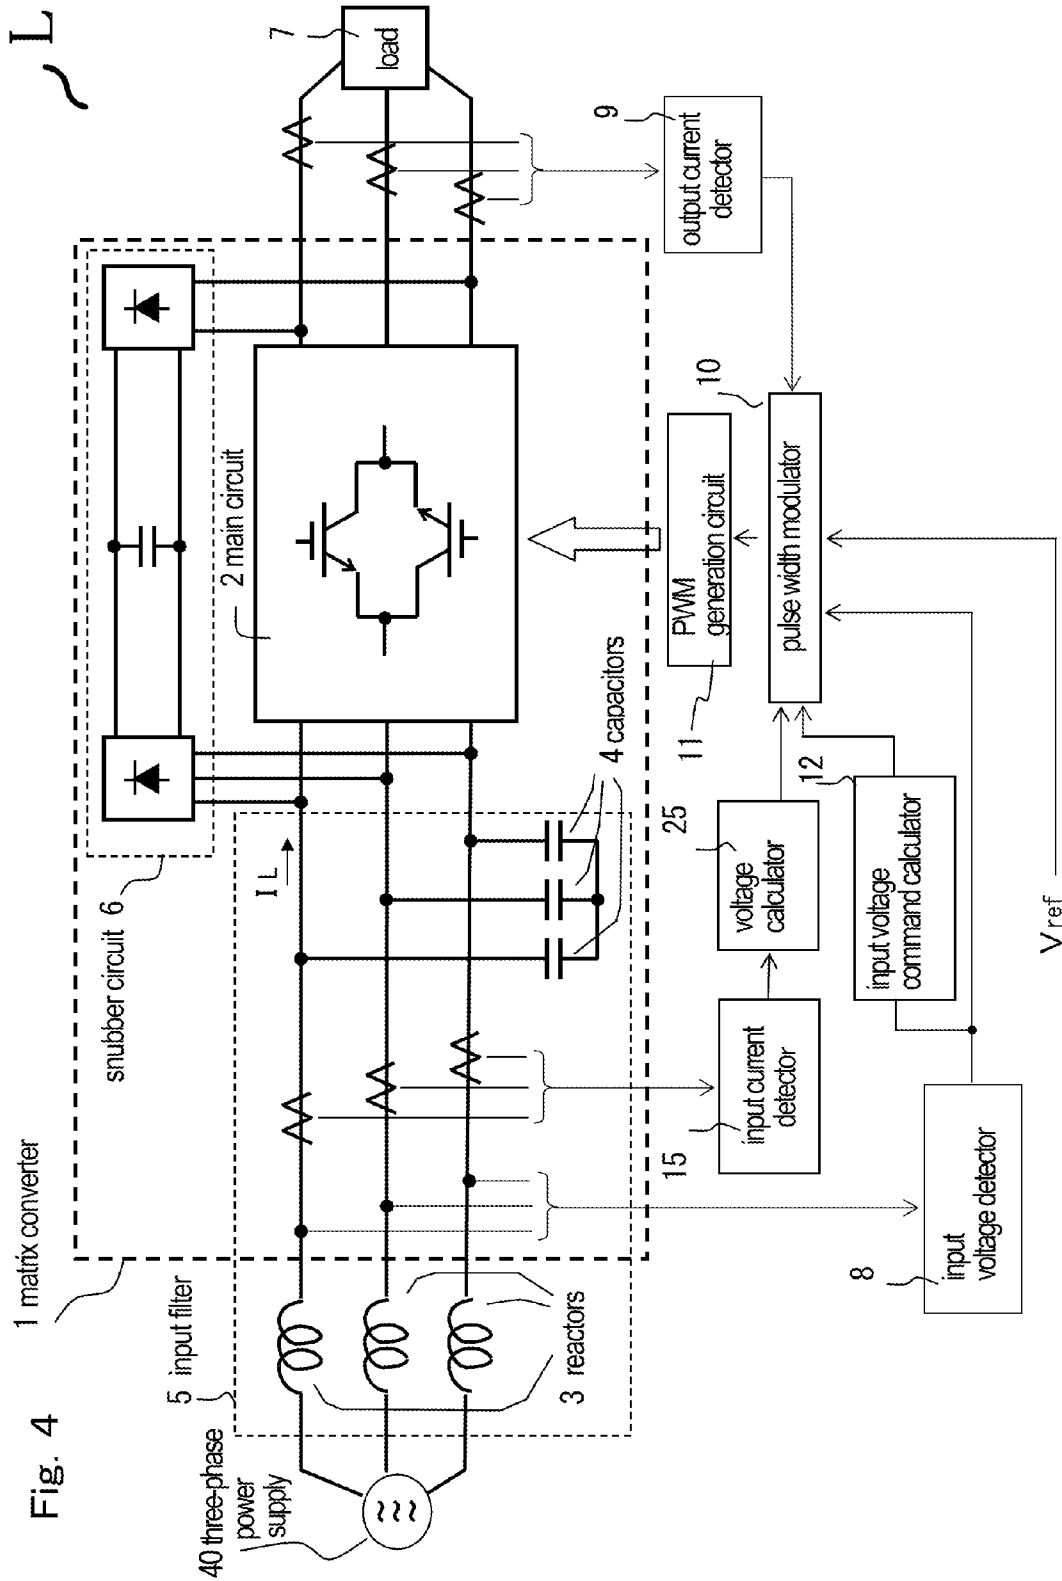 Fig. 4
L
1 matrix converter
snubber circuit 6
5 input filter
40 three-phase
power
supply
3 reactors
I L
2 main circuit
4 capacitors
7
load
9
output current
detector
10
pulse width modulator
11
PWM
generation circuit
12
input voltage
command calculator
25
voltage
calculator
15
input current
detector
8
input
voltage detector
Vref